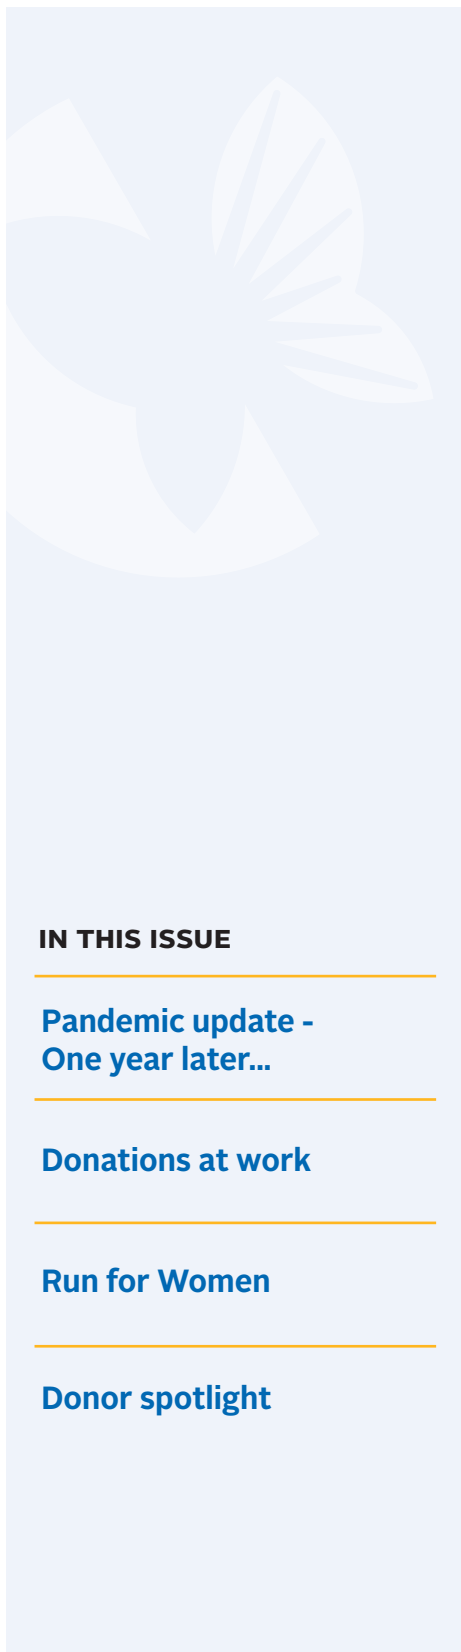 IN THIS ISSUE
Pandemic update -
One year later...
Donations at work
Run for Women
Donor spotlight